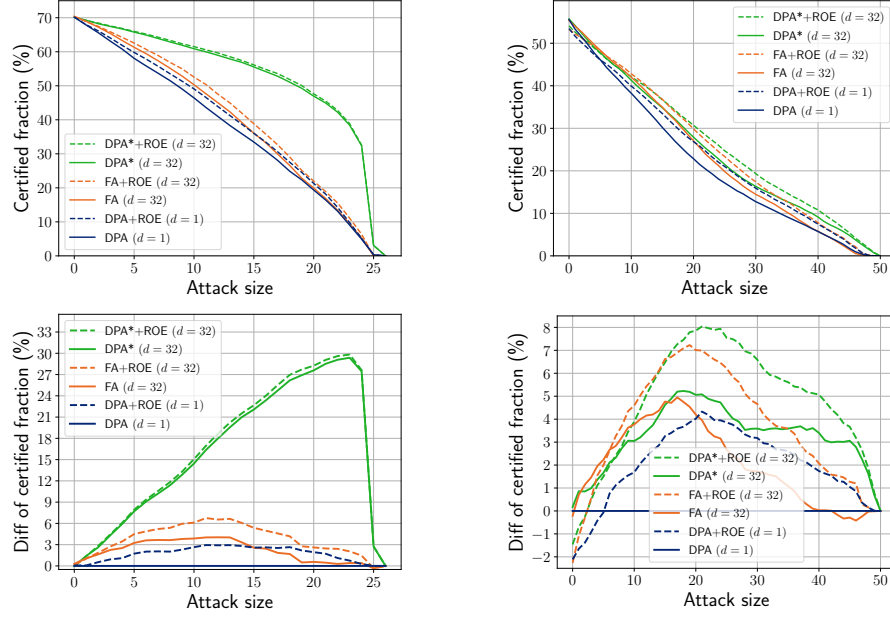 Certified fraction (%)
70
60
50
40
30
20
10
0
DPA*+ROE (d = 32)
DPA* (d = 32)
FA+ROE (d = 32)
FA (d = 32)
DPA+ROE (d = 1)
DPA (d = 1)
0 5 10 15 20 25
Attack size
Certified fraction (%)
50
40
30
20
10
0
DPA*+ROE (d = 32)
DPA* (d = 32)
FA+ROE (d = 32)
FA (d = 32)
DPA+ROE (d = 1)
DPA (d = 1)
0 10 20 30 40 50
Attack size
Diff of certified fraction (%)
33
30
27
24
21
18
15
12
9
6
3
0
DPA*+ROE (d = 32)
DPA* (d = 32)
FA+ROE (d = 32)
FA (d = 32)
DPA+ROE (d = 1)
DPA (d = 1)
0 5 10 15 20 25
Attack size
Diff of certified fraction (%)
8
7
6
5
4
3
2
1
0
−1
−2
DPA*+ROE (d = 32)
DPA* (d = 32)
FA+ROE (d = 32)
FA (d = 32)
DPA+ROE (d = 1)
DPA (d = 1)
0 10 20 30 40 50
Attack size